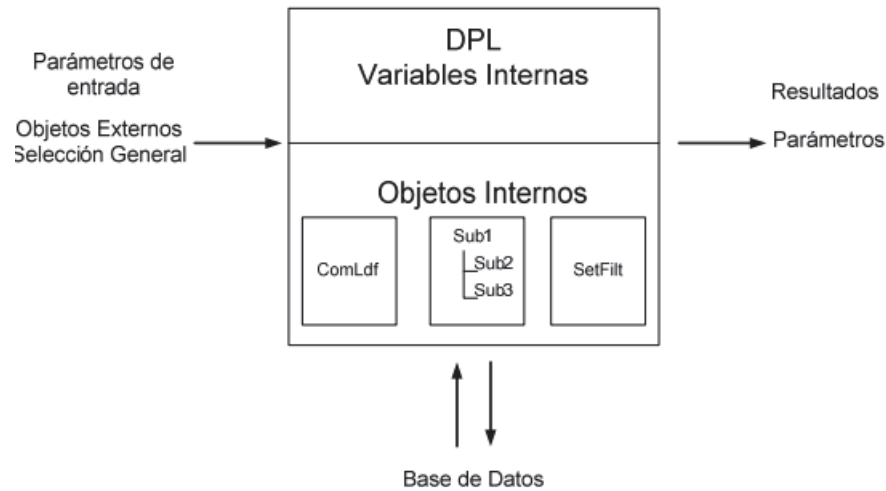 DPL
Variables Internas
Parámetros de
entrada
Objetos Externos
Selección General
Resultados
Parámetros
Objetos Internos
ComLdf
Sub1
Sub2
Sub3
SetFilt
Base de Datos